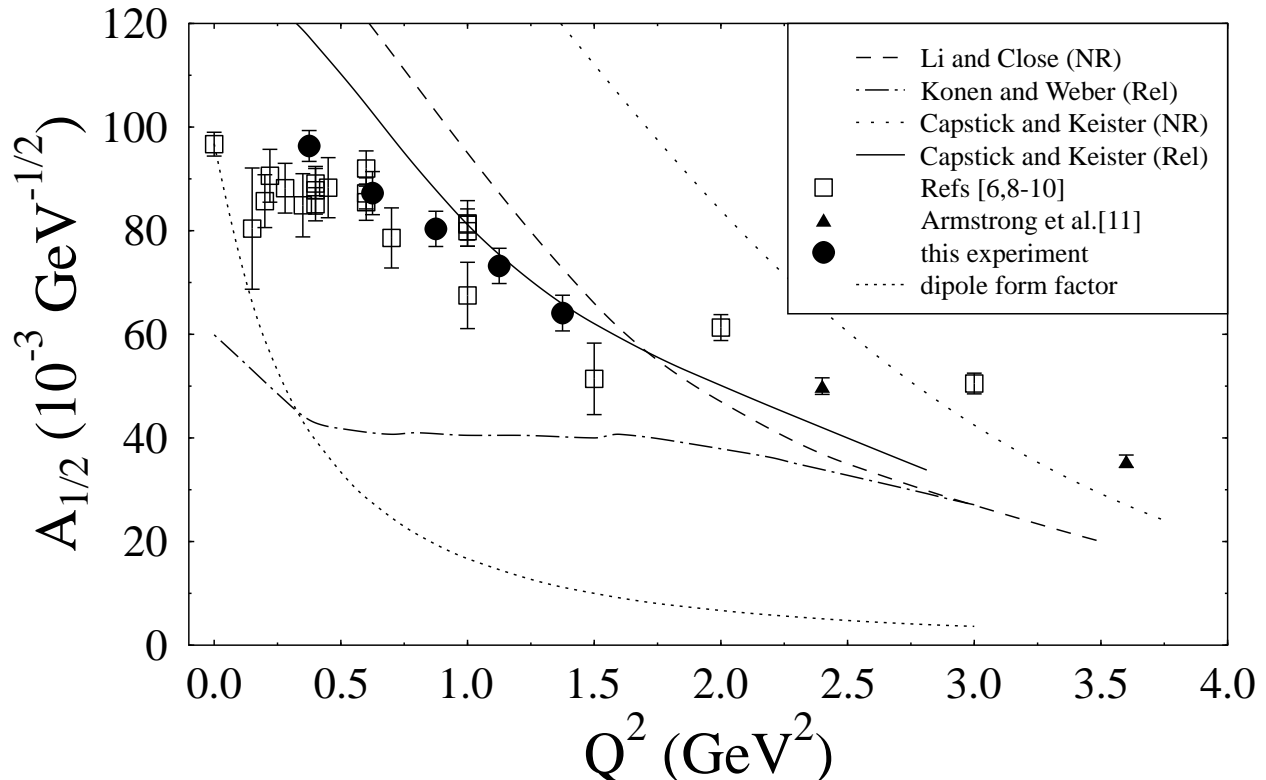 120
100
80
60
40
20
0
A1/2 (10-3 GeV-1/2)
Li and Close (NR)
Konen and Weber (Rel)
Capstick and Keister (NR)
Capstick and Keister (Rel)
Refs [6,8-10]
Armstrong et al.[11]
this experiment
dipole form factor
0.0 0.5 1.0 1.5 2.0 2.5 3.0 3.5 4.0
Q2 (GeV2)